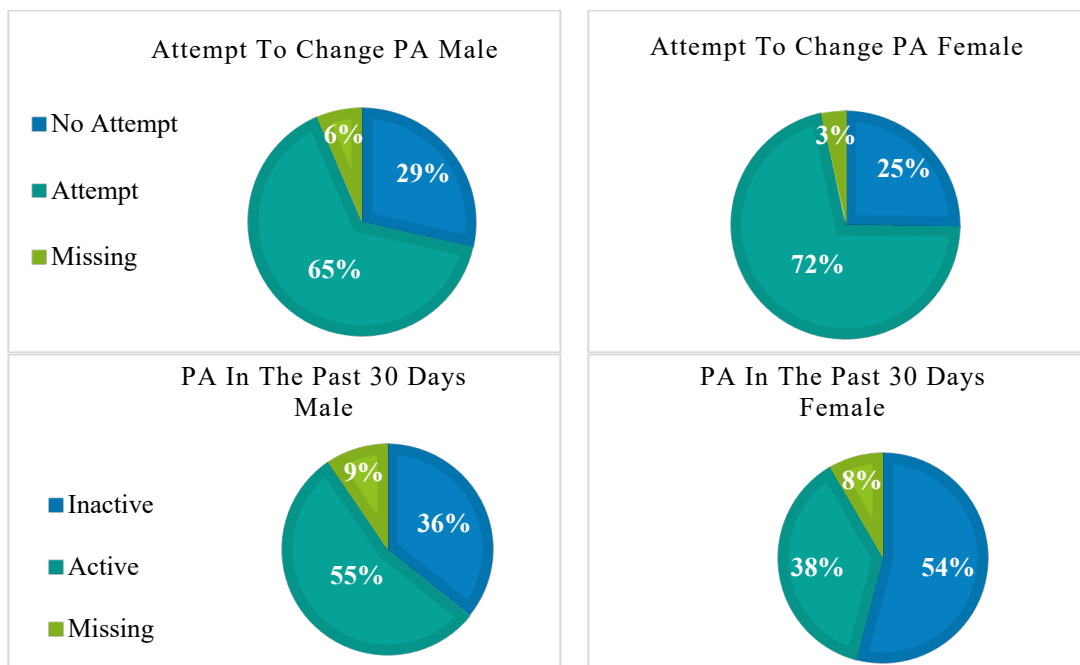 Attempt To Change PA Male
No Attempt
Attempt
Missing
6%
29%
65%
Attempt To Change PA Female
3%
25%
72%
PA In The Past 30 Days
Male
Inactive
Active
Missing
9%
36%
55%
PA In The Past 30 Days
Female
8%
38%
54%